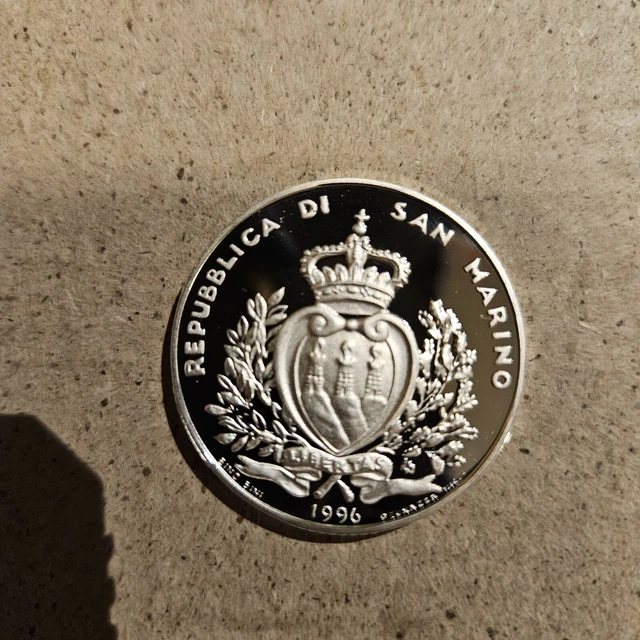 REPUBBLICA DI SAN MARINO
LIBERTAS
1996